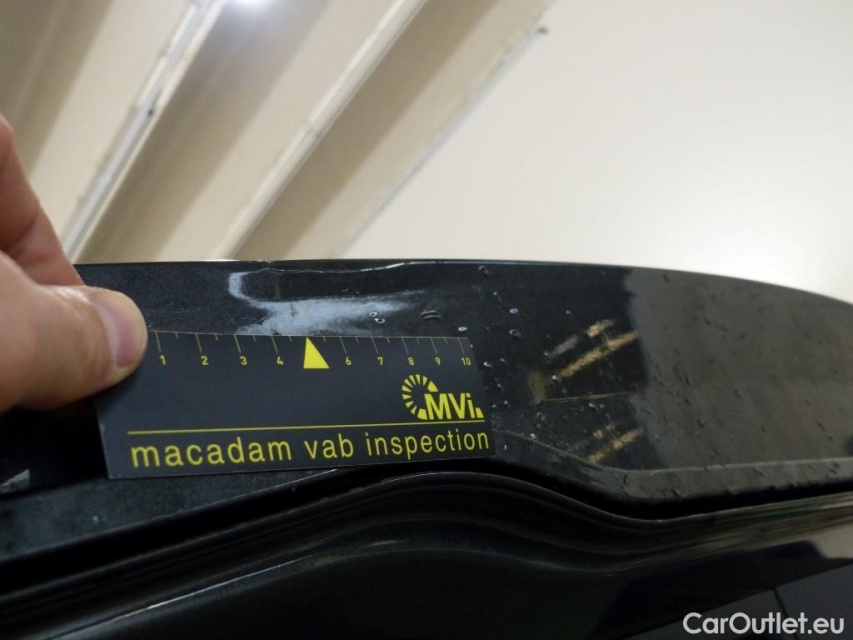 1 2 3 4 6 7 8 9 10
MVi
macadam vab inspection
CarOutlet.eu